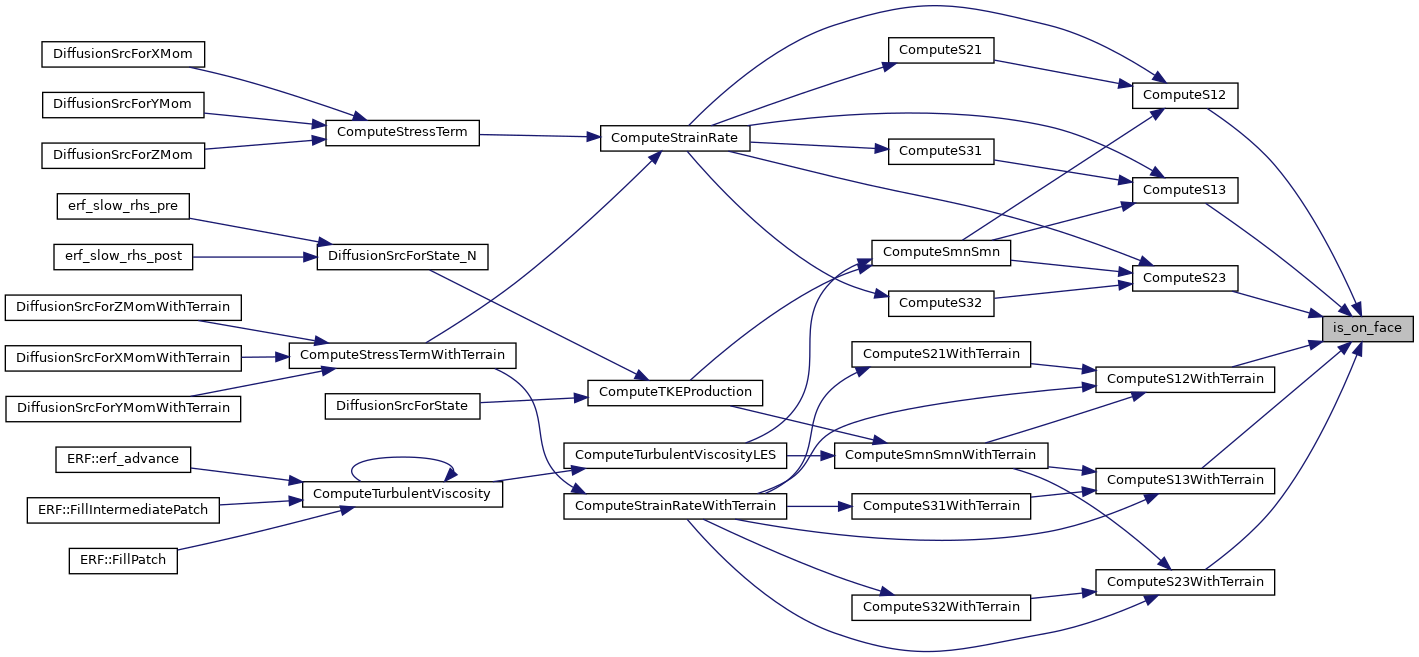 DiffusionSrcForXMom
DiffusionSrcForYMom
DiffusionSrcForZMom
erf_slow_rhs_pre
erf_slow_rhs_post
DiffusionSrcForZMomWithTerrain
DiffusionSrcForXMomWithTerrain
DiffusionSrcForYMomWithTerrain
ERF::erf_advance
ERF::FillIntermediatePatch
ERF::FillPatch
ComputeStressTerm
DiffusionSrcForState_N
ComputeStressTermWithTerrain
DiffusionSrcForState
ComputeTurbulentViscosity
ComputeStrainRate
ComputeTKEProduction
ComputeTurbulentViscosityLES
ComputeStrainRateWithTerrain
ComputeS21
ComputeS31
ComputeSmnSmn
ComputeS32
ComputeS21WithTerrain
ComputeSmnSmnWithTerrain
ComputeS31WithTerrain
ComputeS32WithTerrain
ComputeS12
ComputeS13
ComputeS23
ComputeS12WithTerrain
ComputeS13WithTerrain
ComputeS23WithTerrain
is_on_face